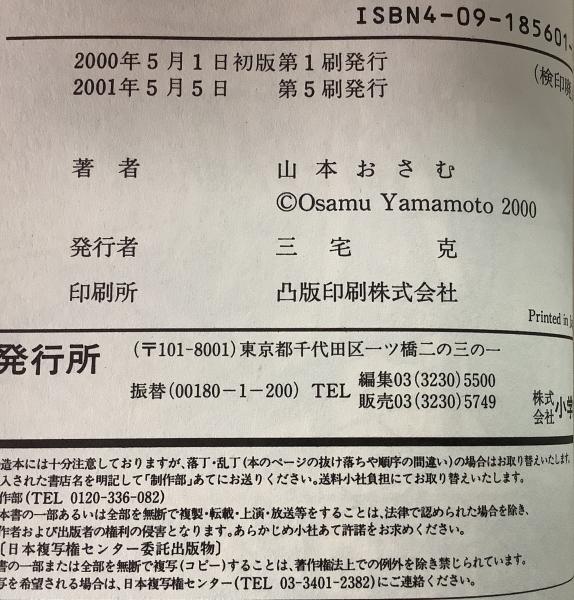 ISBN4-09-185601-
2000年5月1日初版第1刷発行
2001年5月5日 第5刷発行
(検印廃
著者 山本おさむ
©Osamu Yamamoto 2000
発行者 三宅 克
印刷所 凸版印刷株式会社
Printed in J
発行所 (〒101-8001)東京都千代田区一ツ橋二の三の一
振替(00180-1-200) TEL 編集03(3230)5500
販売03(3230)5749
株式会社 小学
造本には十分注意しておりますが、落丁・乱丁(本のページの抜け落ちや順序の間違い)の場合はお取り替えいたします。
入された書店名を明記して「制作部」あてにお送りください。送料小社負担にてお取り替えいたします。
作部(TEL 0120-336-082)
本書の一部あるいは全部を無断で複製・転載・上演・放送等をすることは、法律で認められた場合を除き、
作者および出版者の権利の侵害となります。あらかじめ小社あて許諾をお求めください。
〔日本複写権センター委託出版物〕
書の一部または全部を無断で複写(コピー)することは、著作権法上での例外を除き禁じられています。
写を希望される場合は、日本複写権センター(TEL 03-3401-2382)にご連絡ください。